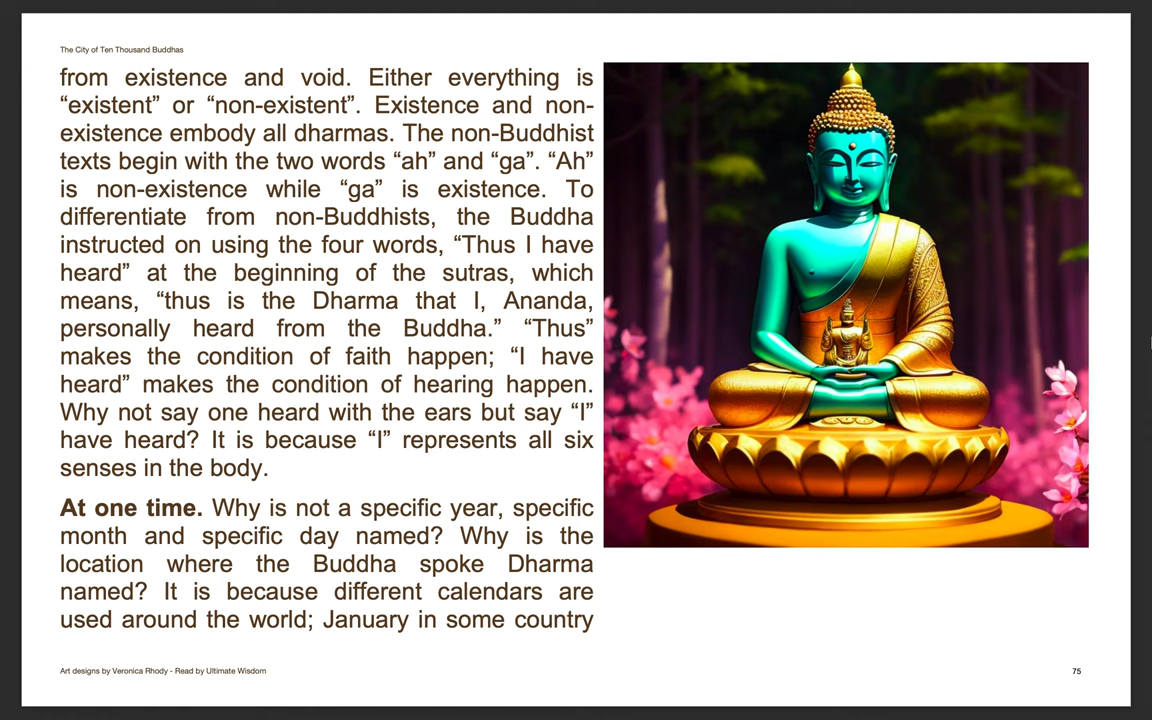 The City of Ten Thousand Buddhas
from existence and void. Either everything is
“existent” or “non-existent”. Existence and non-
existence embody all dharmas. The non-Buddhist
texts begin with the two words “ah” and “ga”. “Ah”
is non-existence while “ga” is existence. To
differentiate from non-Buddhists, the Buddha
instructed on using the four words, “Thus I have
heard” at the beginning of the sutras, which
means, “thus is the Dharma that I, Ananda,
personally heard from the Buddha.” “Thus”
makes the condition of faith happen; “I have
heard” makes the condition of hearing happen.
Why not say one heard with the ears but say “I”
have heard? It is because “I” represents all six
senses in the body.
At one time. Why is not a specific year, specific
month and specific day named? Why is the
location where the Buddha spoke Dharma
named? It is because different calendars are
used around the world; January in some country
Art designs by Veronica Rhody - Read by Ultimate Wisdom
75